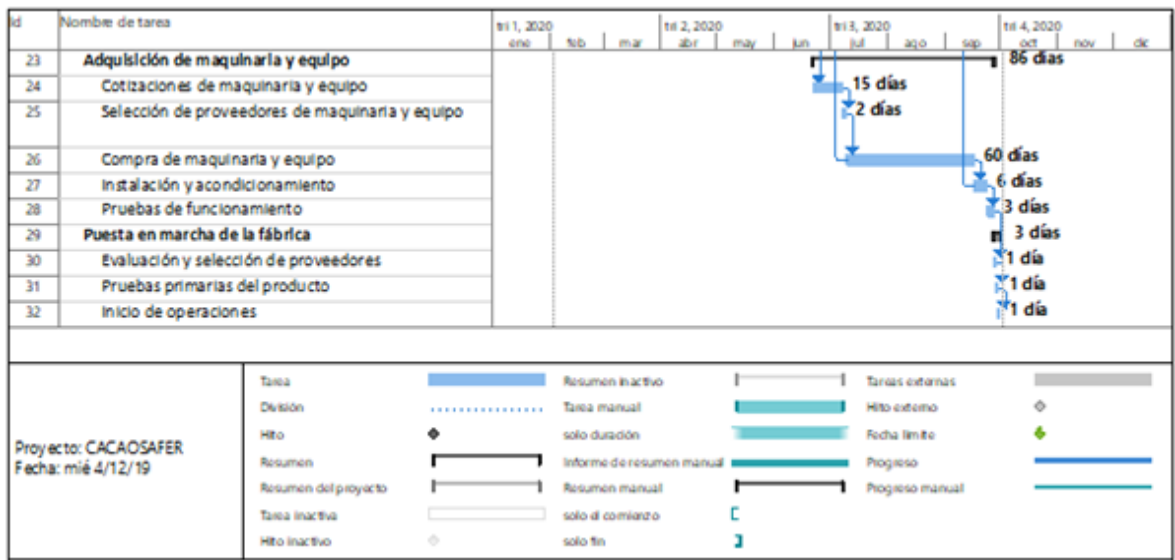 Id Nombre de tarea tri 1, 2020 tri 2, 2020 tri 3, 2020 tri 4, 2020
ene feb mar abr may jun jul ago sep oct nov dic
23 Adquisición de maquinaria y equipo 86 días
24 Cotizaciones de maquinaria y equipo 15 días
25 Selección de proveedores de maquinaria y equipo 2 días
26 Compra de maquinaria y equipo 60 días
27 Instalación y acondicionamiento 6 días
28 Pruebas de funcionamiento 3 días
29 Puesta en marcha de la fábrica 3 días
30 Evaluación y selección de proveedores 1 día
31 Pruebas primarias del producto 1 día
32 Inicio de operaciones 1 día
Proyecto: CACAOSAFER
Fecha: mié 4/12/19
Tarea Resumen inactivo Tareas externas
División Tarea manual Hito externo
Hito solo duración Fecha límite
Resumen Informe de resumen manual Progreso
Resumen del proyecto Resumen manual Progreso manual
Tarea inactiva solo el comienzo
Hito inactivo solo fin